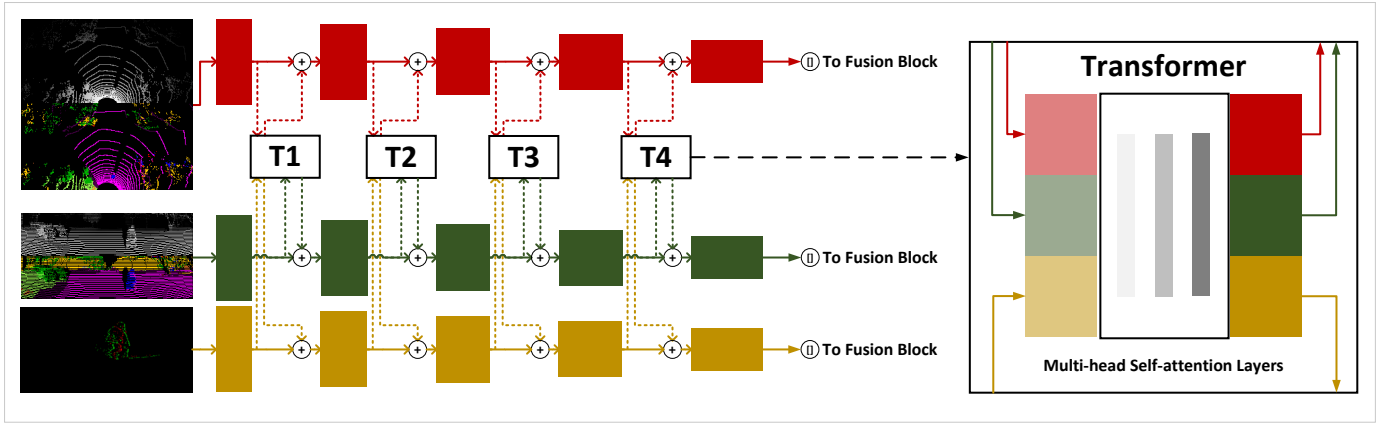 + + + + [] To Fusion Block
T1 T2 T3 T4
+ + + + [] To Fusion Block
+ + + + [] To Fusion Block
Transformer
Multi-head Self-attention Layers